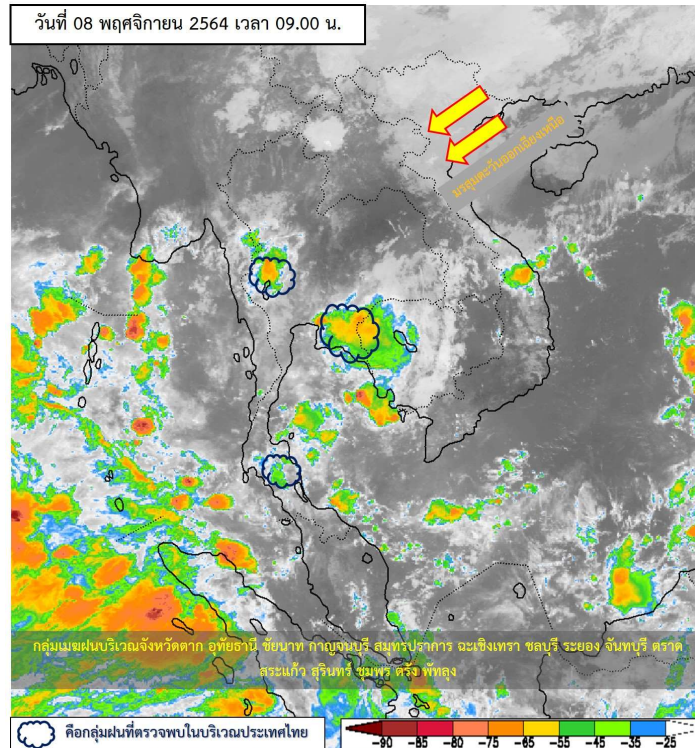 วันที่ 08 พฤศจิกายน 2564 เวลา 09.00 น.
มรสุมตะวันออกเฉียงเหนือ
กลุ่มเมฆฝนบริเวณจังหวัดตาก อุทัยธานี ชัยนาท กาญจนบุรี สมุทรปราการ ฉะเชิงเทรา ชลบุรี ระยอง จันทบุรี ตราด
สระแก้ว สุรินทร์ ชุมพร ตรัง พัทลุง
คือกลุ่มฝนที่ตรวจพบในบริเวณประเทศไทย
-90 -85 -80 -75 -65 -55 -45 -35 -25